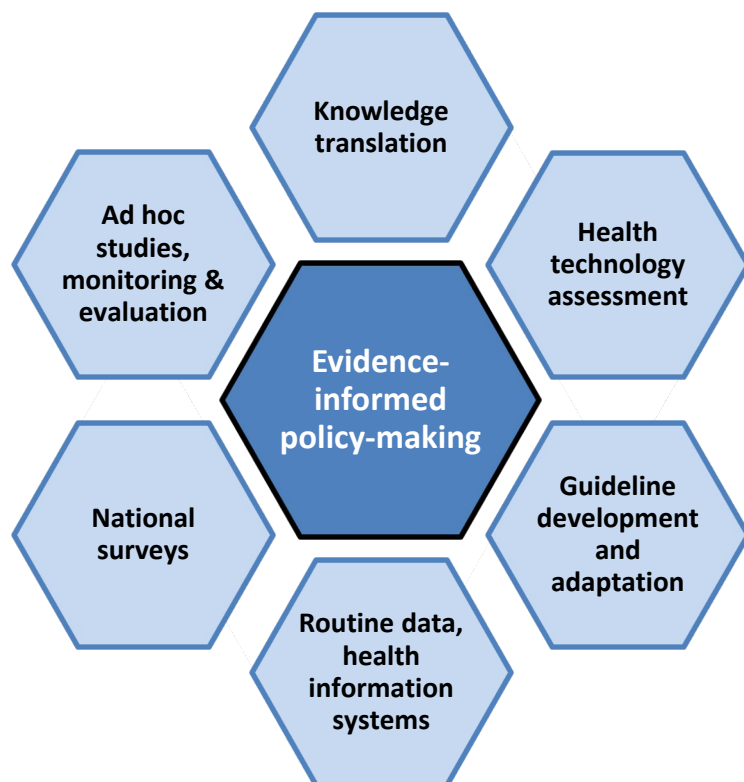 Knowledge
translation
Ad hoc
studies,
monitoring &
evaluation
Health
technology
assessment
Evidence-
informed
policy-making
National
surveys
Guideline
development
and
adaptation
Routine data,
health
information
systems